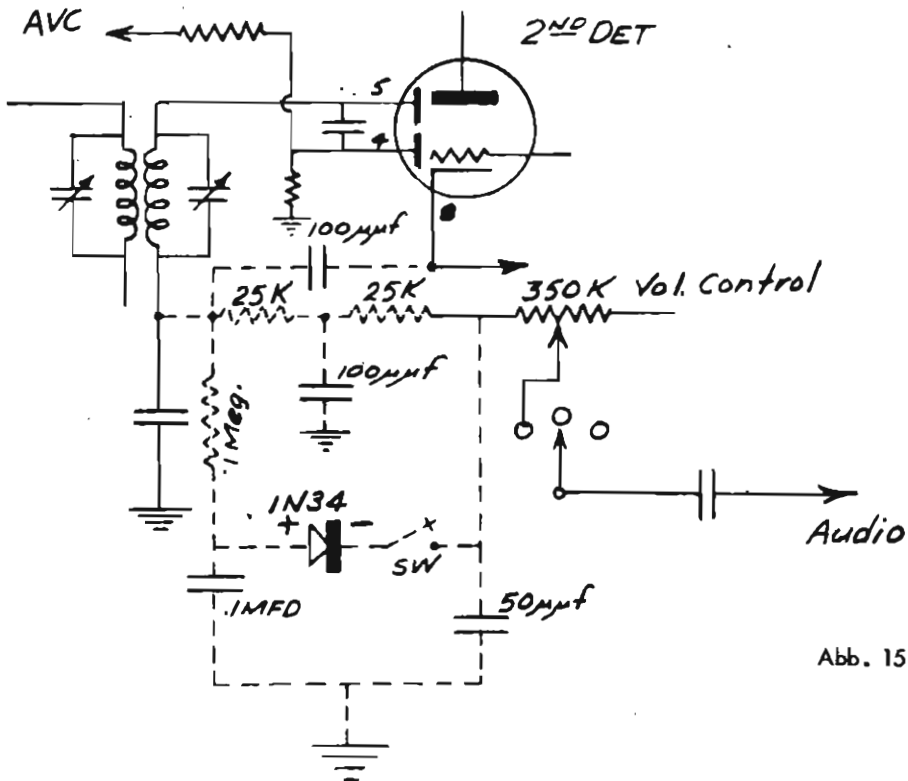 AVC
2ND DET
5
4
8
100μμf
25K
25K
350K Vol. Control
100μμf
.1Meg.
1N34
+
-
SW
.1MFD
50μμf
Audio
Abb. 15